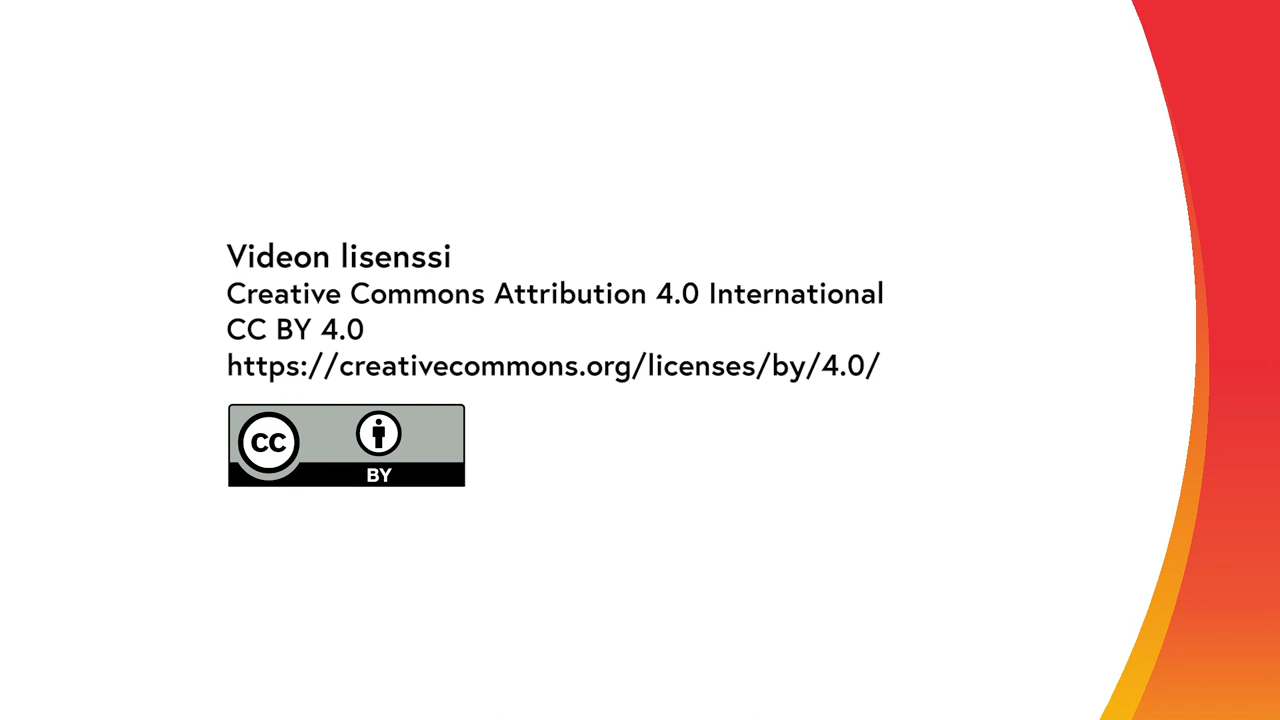 Videon lisenssi
Creative Commons Attribution 4.0 International
CC BY 4.0
https://creativecommons.org/licenses/by/4.0/
CC
BY